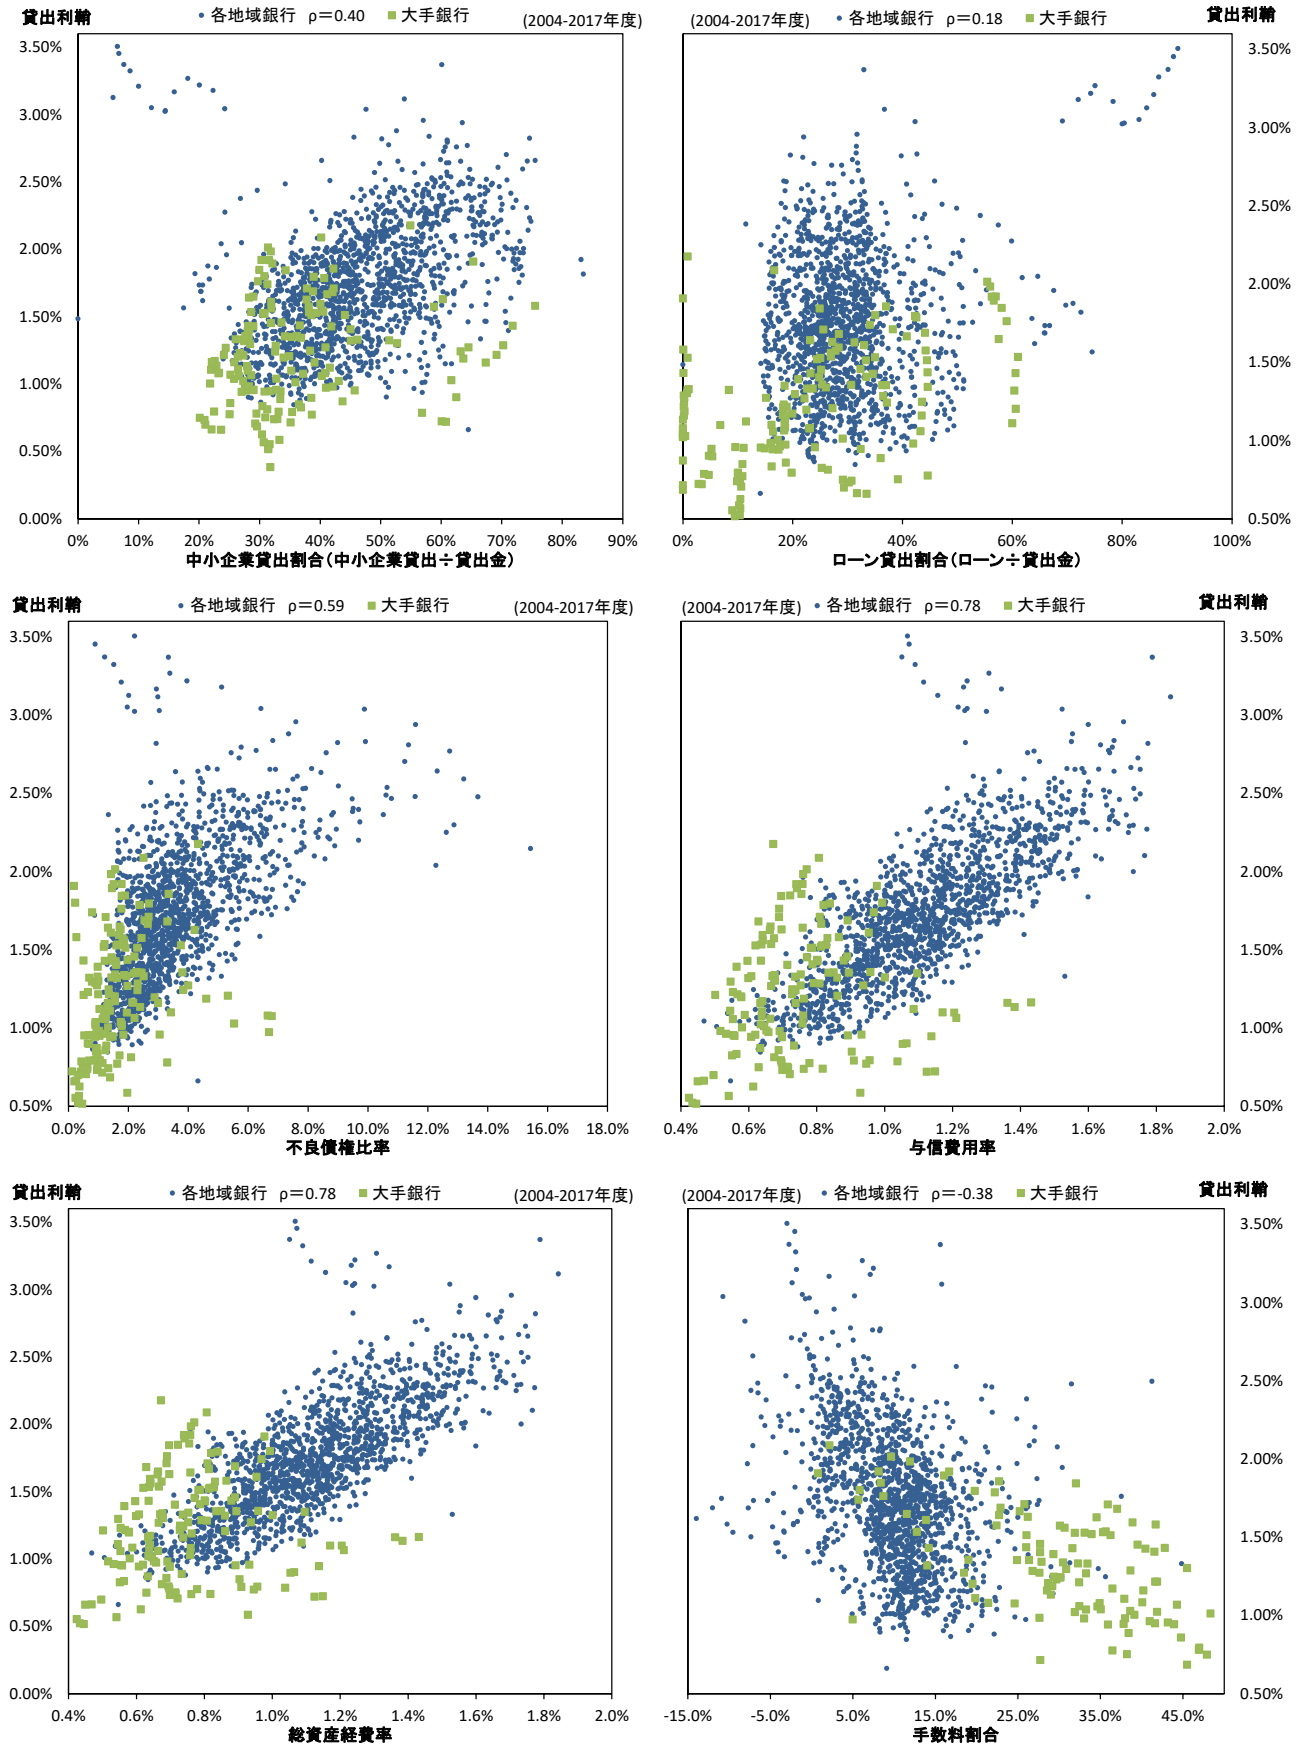 貸出利鞘
各地域銀行 ρ=0.40 大手銀行 (2004-2017年度)
3.50%
3.00%
2.50%
2.00%
1.50%
1.00%
0.50%
0.00%
0% 10% 20% 30% 40% 50% 60% 70% 80% 90%
中小企業貸出割合(中小企業貸出÷貸出金)
貸出利鞘
各地域銀行 ρ=0.18 大手銀行 (2004-2017年度)
3.50%
3.00%
2.50%
2.00%
1.50%
1.00%
0.50%
0% 20% 40% 60% 80% 100%
ローン貸出割合(ローン÷貸出金)
貸出利鞘
各地域銀行 ρ=0.59 大手銀行 (2004-2017年度)
3.50%
3.00%
2.50%
2.00%
1.50%
1.00%
0.50%
0.0% 2.0% 4.0% 6.0% 8.0% 10.0% 12.0% 14.0% 16.0% 18.0%
不良債権比率
貸出利鞘
(2004-2017年度) 各地域銀行 ρ=0.78 大手銀行
3.50%
3.00%
2.50%
2.00%
1.50%
1.00%
0.50%
0.4% 0.6% 0.8% 1.0% 1.2% 1.4% 1.6% 1.8% 2.0%
与信費用率
貸出利鞘
各地域銀行 ρ=0.78 大手銀行 (2004-2017年度)
3.50%
3.00%
2.50%
2.00%
1.50%
1.00%
0.50%
0.00%
0.4% 0.6% 0.8% 1.0% 1.2% 1.4% 1.6% 1.8% 2.0%
総資産経費率
貸出利鞘
(2004-2017年度) 各地域銀行 ρ=-0.38 大手銀行
3.50%
3.00%
2.50%
2.00%
1.50%
1.00%
0.50%
-15.0% -5.0% 5.0% 15.0% 25.0% 35.0% 45.0%
手数料割合